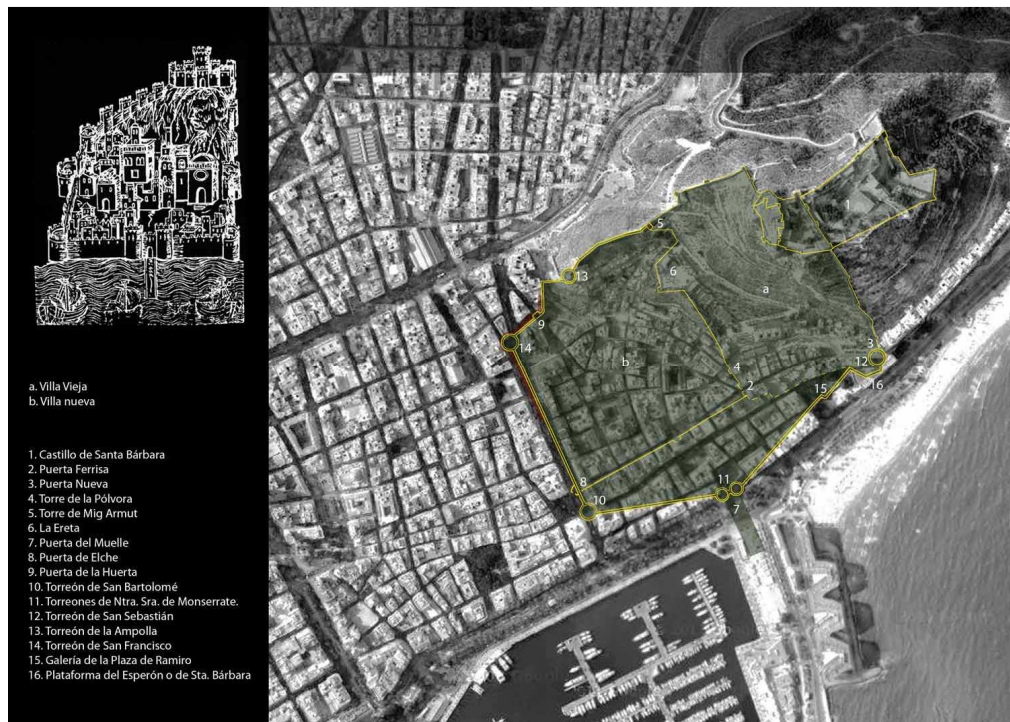 a. Villa Vieja
b. Villa nueva
1. Castillo de Santa Bárbara
2. Puerta Ferrisa
3. Puerta Nueva
4. Torre de la Pólvora
5. Torre de Mig Armut
6. La Ereta
7. Puerta del Muelle
8. Puerta de Elche
9. Puerta de la Huerta
10. Torreón de San Bartolomé
11. Torreones de Ntra. Sra. de Monserrate.
12. Torreón de San Sebastián
13. Torreón de la Ampolla
14. Torreón de San Francisco
15. Galería de la Plaza de Ramiro
16. Plataforma del Esperón o de Sta. Bárbara
1
5
6
13
a
9
14
3
b
12
4
16
2
15
8
11
10
7